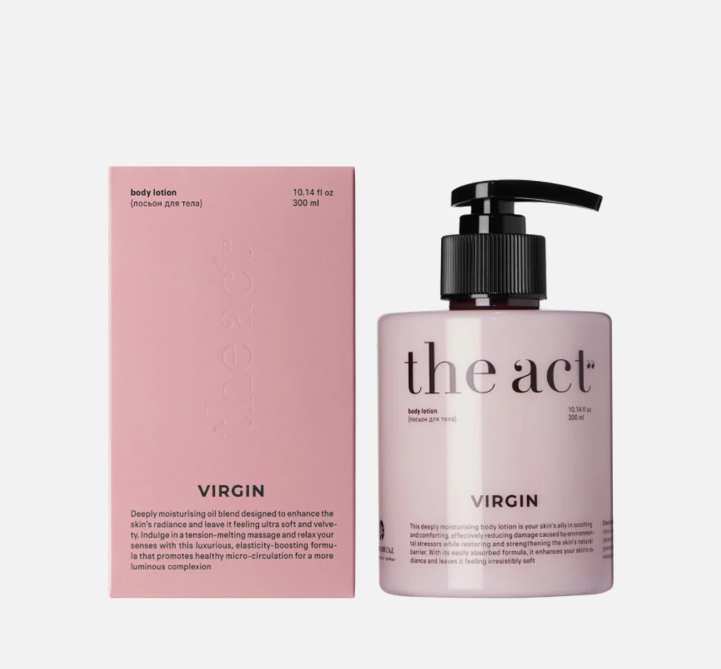 body lotion
(лосьон для тела)
10.14 fl oz
300 ml
the act
VIRGIN
Deeply moisturising oil blend designed to enhance the
skin's radiance and leave it feeling ultra soft and velve-
ty. Indulge in a tension-melting massage and relax your
senses with this luxurious, elasticity-boosting formu-
la that promotes healthy micro-circulation for a more
luminous complexion
the act
body lotion
(лосьон для тела)
10.14 fl oz
300 ml
VIRGIN
This deeply moisturising body lotion is your skin's ally in soothing
and comforting, effectively reducing damage caused by environmen-
tal stressors while restoring and strengthening the skin's natural
barrier. With its easily absorbed formula, it enhances your skin's ra-
diance and leaves it feeling irresistibly soft